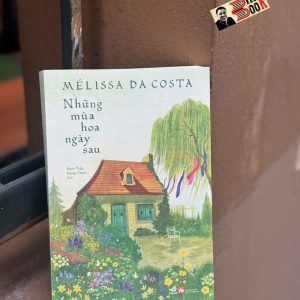 MÉLISSA DA COSTA
Những
mùa
hoa
ngày
sau